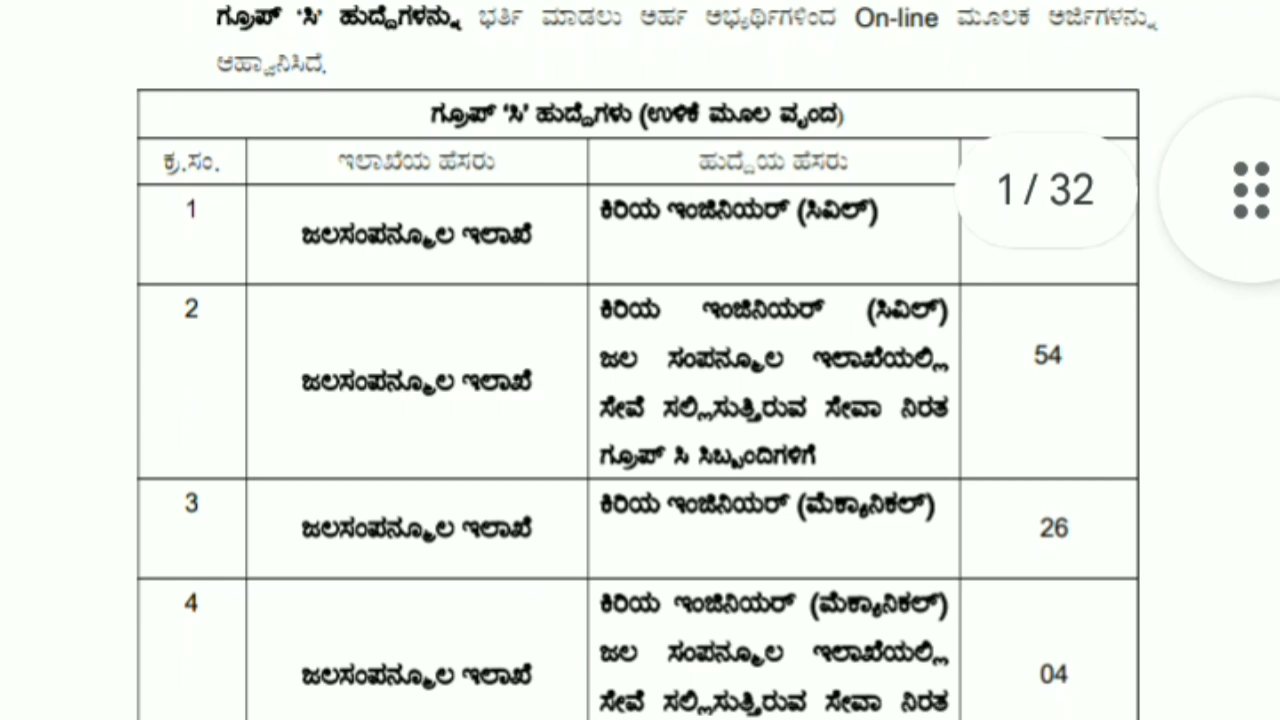 ಗ್ರೂಪ್ 'ಸಿ' ಹುದ್ದೆಗಳನ್ನು ಭರ್ತಿ ಮಾಡಲು ಅರ್ಹ ಅಭ್ಯರ್ಥಿಗಳಿಂದ On-line ಮೂಲಕ ಅರ್ಜಿಗಳನ್ನು
ಆಹ್ವಾನಿಸಿದೆ.
ಗ್ರೂಪ್ 'ಸಿ' ಹುದ್ದೆಗಳು (ಉಳಿಕೆ ಮೂಲ ವೃಂದ)
ಕ್ರ.ಸಂ. ಇಲಾಖೆಯ ಹೆಸರು ಹುದ್ದೆಯ ಹೆಸರು
1 / 32
1 ಜಲಸಂಪನ್ಮೂಲ ಇಲಾಖೆ ಕಿರಿಯ ಇಂಜಿನಿಯರ್ (ಸಿವಿಲ್)
2 ಜಲಸಂಪನ್ಮೂಲ ಇಲಾಖೆ ಕಿರಿಯ ಇಂಜಿನಿಯರ್ (ಸಿವಿಲ್)
ಜಲ ಸಂಪನ್ಮೂಲ ಇಲಾಖೆಯಲ್ಲಿ 54
ಸೇವೆ ಸಲ್ಲಿಸುತ್ತಿರುವ ಸೇವಾ ನಿರತ
ಗ್ರೂಪ್ ಸಿ ಸಿಬ್ಬಂದಿಗಳಿಗೆ
3 ಜಲಸಂಪನ್ಮೂಲ ಇಲಾಖೆ ಕಿರಿಯ ಇಂಜಿನಿಯರ್ (ಮೆಕ್ಯಾನಿಕಲ್) 26
4 ಜಲಸಂಪನ್ಮೂಲ ಇಲಾಖೆ ಕಿರಿಯ ಇಂಜಿನಿಯರ್ (ಮೆಕ್ಯಾನಿಕಲ್)
ಜಲ ಸಂಪನ್ಮೂಲ ಇಲಾಖೆಯಲ್ಲಿ 04
ಸೇವೆ ಸಲ್ಲಿಸುತ್ತಿರುವ ಸೇವಾ ನಿರತ